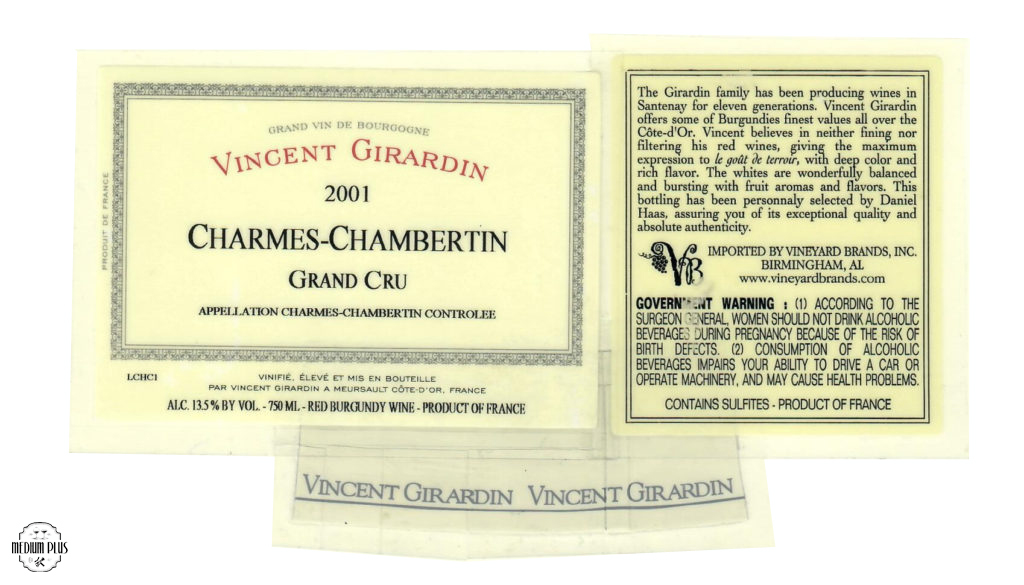 GRAND VIN DE BOURGOGNE
VINCENT GIRARDIN
2001
CHARMES-CHAMBERTIN
GRAND CRU
APPELLATION CHARMES-CHAMBERTIN CONTROLEE
PRODUIT DE FRANCE
LCHC1
VINIFIÉ, ÉLEVÉ ET MIS EN BOUTEILLE
PAR VINCENT GIRARDIN A MEURSAULT CÔTE-D'OR, FRANCE
ALC. 13.5% BY VOL. - 750 ML - RED BURGUNDY WINE - PRODUCT OF FRANCE
The Girardin family has been producing wines in
Santenay for eleven generations. Vincent Girardin
offers some of Burgundies finest values all over the
Côte-d'Or. Vincent believes in neither fining nor
filtering his red wines, giving the maximum
expression to le goût de terroir, with deep color and
rich flavor. The whites are wonderfully balanced
and bursting with fruit aromas and flavors. This
bottling has been personnaly selected by Daniel
Haas, assuring you of its exceptional quality and
absolute authenticity.
VB
IMPORTED BY VINEYARD BRANDS, INC.
BIRMINGHAM, AL
www.vineyardbrands.com
GOVERNMENT WARNING : (1) ACCORDING TO THE
SURGEON GENERAL, WOMEN SHOULD NOT DRINK ALCOHOLIC
BEVERAGES DURING PREGNANCY BECAUSE OF THE RISK OF
BIRTH DEFECTS. (2) CONSUMPTION OF ALCOHOLIC
BEVERAGES IMPAIRS YOUR ABILITY TO DRIVE A CAR OR
OPERATE MACHINERY, AND MAY CAUSE HEALTH PROBLEMS.
CONTAINS SULFITES - PRODUCT OF FRANCE
VINCENT GIRARDIN VINCENT GIRARDIN
MEDIUM PLUS